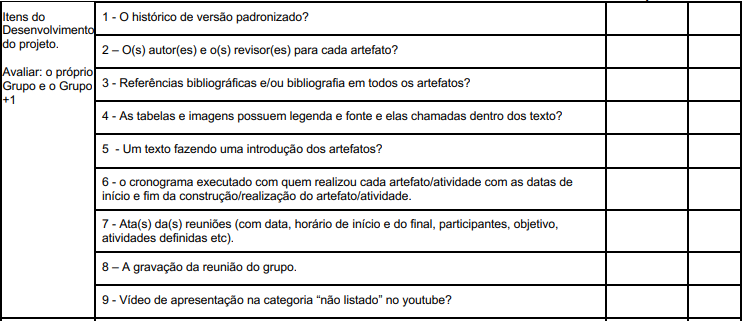 Itens do
Desenvolvimento
do projeto.
Avaliar: o próprio
Grupo e o Grupo
+1
1 - O histórico de versão padronizado?
2 – O(s) autor(es) e o(s) revisor(es) para cada artefato?
3 - Referências bibliográficas e/ou bibliografia em todos os artefatos?
4 - As tabelas e imagens possuem legenda e fonte e elas chamadas dentro dos texto?
5 - Um texto fazendo uma introdução dos artefatos?
6 - o cronograma executado com quem realizou cada artefato/atividade com as datas de
início e fim da construção/realização do artefato/atividade.
7 - Ata(s) da(s) reuniões (com data, horário de início e do final, participantes, objetivo,
atividades definidas etc).
8 – A gravação da reunião do grupo.
9 - Vídeo de apresentação na categoria “não listado” no youtube?